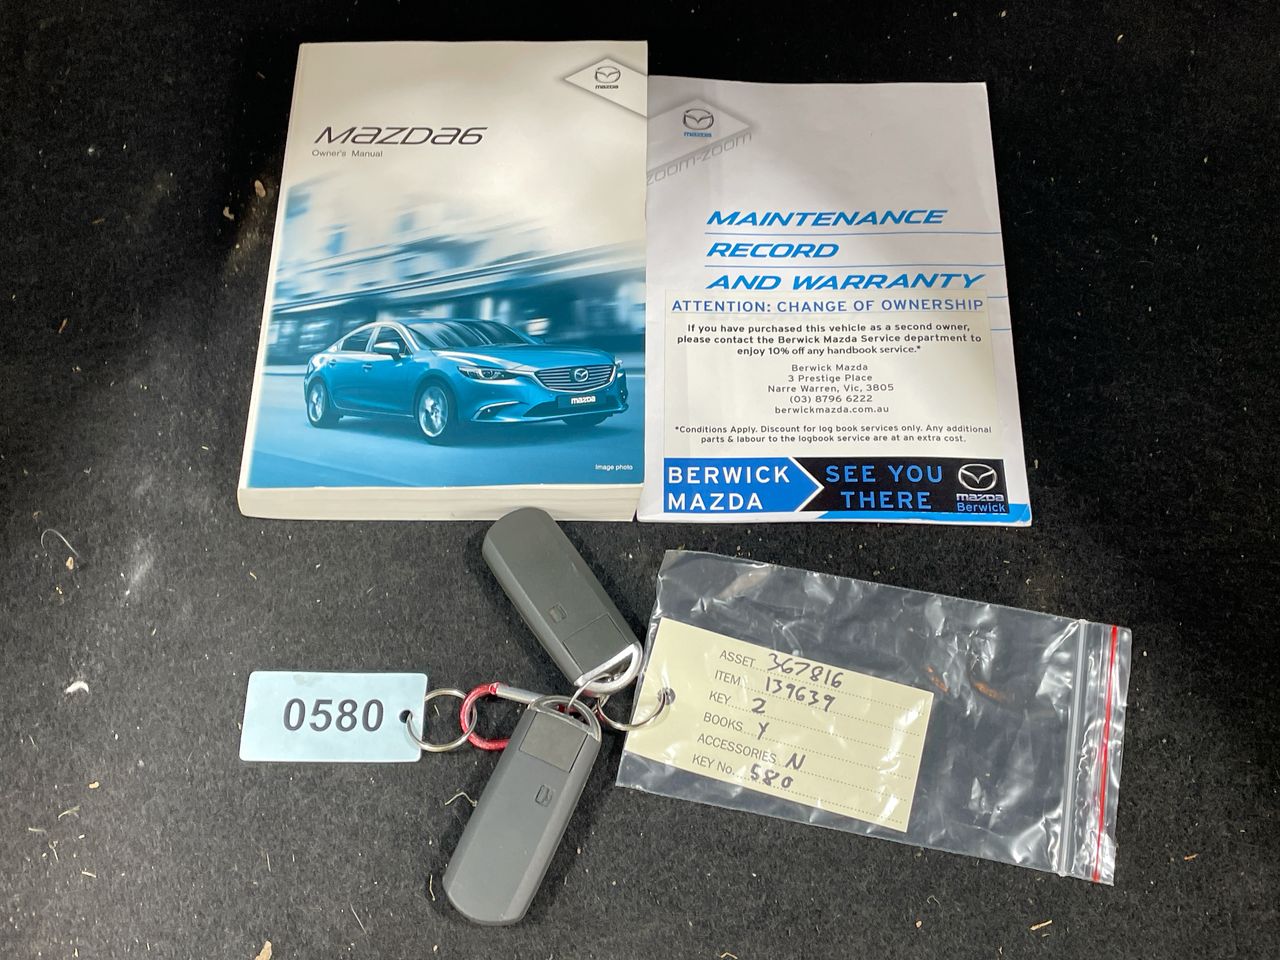 mazda
mazda6
Owner's Manual
mazda
Image photo
mazda
zoom-zoom
MAINTENANCE
RECORD
AND WARRANTY
ATTENTION: CHANGE OF OWNERSHIP
If you have purchased this vehicle as a second owner,
please contact the Berwick Mazda Service department to
enjoy 10% off any handbook service.*
Berwick Mazda
3 Prestige Place
Narre Warren, Vic, 3805
(03) 8796 6222
berwickmazda.com.au
*Conditions Apply. Discount for log book services only. Any additional
parts & labour to the logbook service are at an extra cost.
BERWICK
MAZDA
SEE YOU
THERE
mazda
Berwick
0580
ASSET 367816
ITEM 139639
KEY 2
BOOKS Y
ACCESSORIES N
KEY No. 580